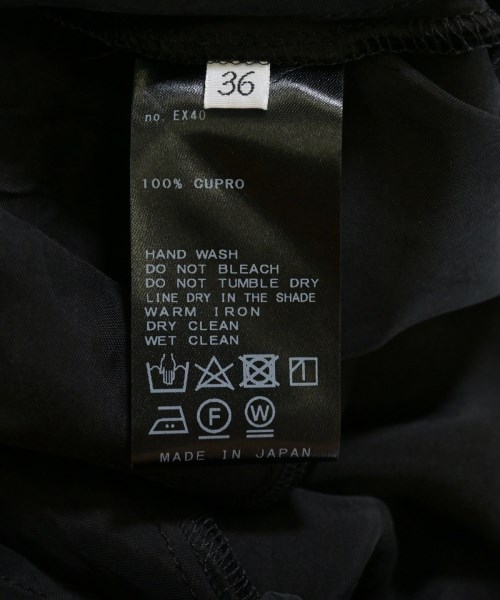 36
no. EX40
100% CUPRO
HAND WASH
DO NOT BLEACH
DO NOT TUMBLE DRY
LINE DRY IN THE SHADE
WARM IRON
DRY CLEAN
WET CLEAN
F W
MADE IN JAPAN